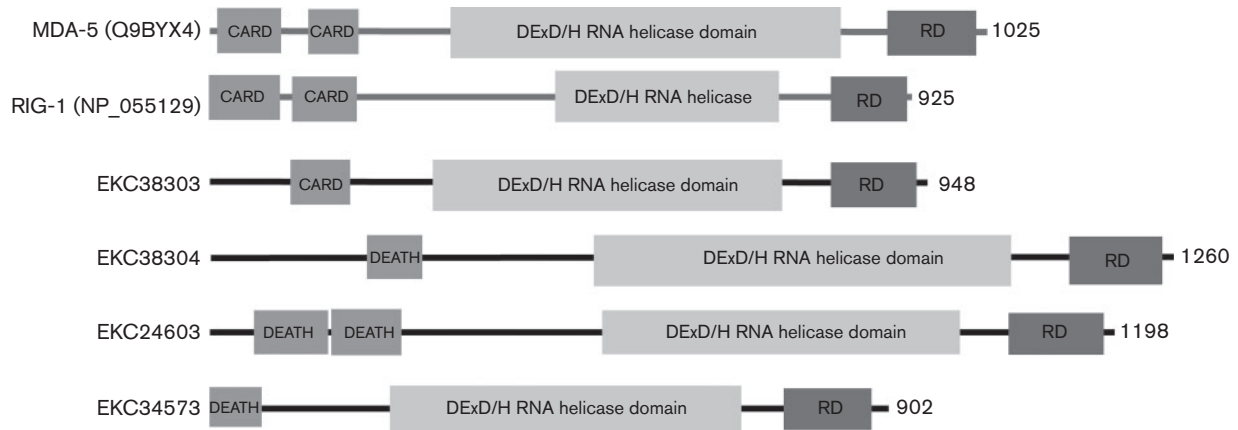 MDA-5 (Q9BYX4) CARD CARD DExD/H RNA helicase domain RD 1025
RIG-1 (NP_055129) CARD CARD DExD/H RNA helicase RD 925
EKC38303 CARD DExD/H RNA helicase domain RD 948
EKC38304 DEATH DExD/H RNA helicase domain RD 1260
EKC24603 DEATH DEATH DExD/H RNA helicase domain RD 1198
EKC34573 DEATH DExD/H RNA helicase domain RD 902